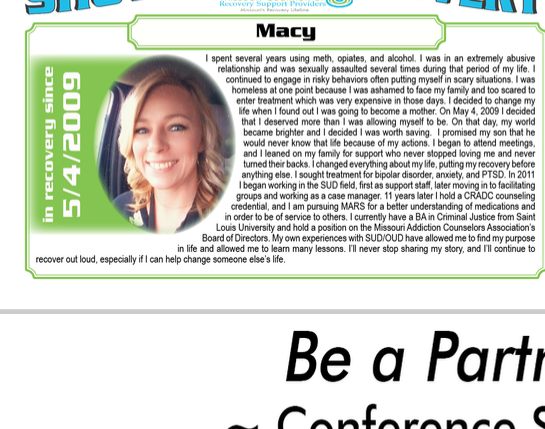 Recovery Support Providers
Missouri's Recovery Lifeline
Macy
in recovery since
5/4/2009
I spent several years using meth, opiates, and alcohol. I was in an extremely abusive
relationship and was sexually assaulted several times during that period of my life. I
continued to engage in risky behaviors often putting myself in scary situations. I was
homeless at one point because I was ashamed to face my family and too scared to
enter treatment which was very expensive in those days. I decided to change my
life when I found out I was going to become a mother. On May 4, 2009 I decided
that I deserved more than I was allowing myself to be. On that day, my world
became brighter and I decided I was worth saving. I promised my son that he
would never know that life because of my actions. I began to attend meetings,
and I leaned on my family for support who never stopped loving me and never
turned their backs. I changed everything about my life, putting my recovery before
anything else. I sought treatment for bipolar disorder, anxiety, and PTSD. In 2011
I began working in the SUD field, first as support staff, later moving in to facilitating
groups and working as a case manager. 11 years later I hold a CRADC counseling
credential, and I am pursuing MARS for a better understanding of medications and
in order to be of service to others. I currently have a BA in Criminal Justice from Saint
Louis University and hold a position on the Missouri Addiction Counselors Association's
Board of Directors. My own experiences with SUD/OUD have allowed me to find my purpose
in life and allowed me to learn many lessons. I'll never stop sharing my story, and I'll continue to
recover out loud, especially if I can help change someone else's life.
Be a Partn
~ Conference S